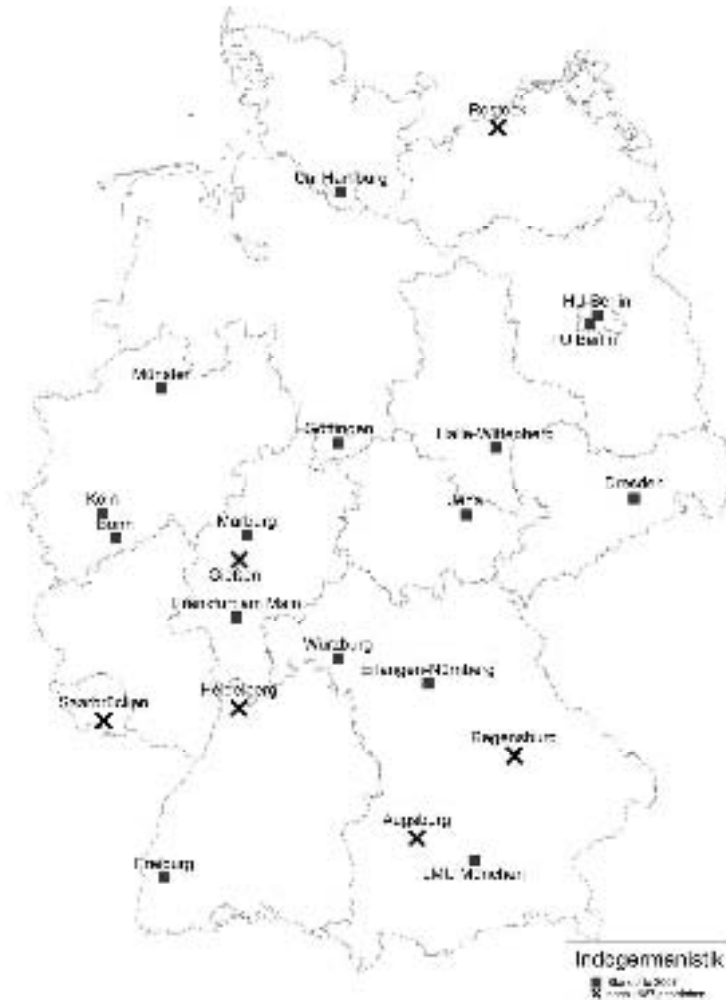 Rostock
Uni Hamburg
HU-Berlin
FU Berlin
Münster
Göttingen
Halle-Wittenberg
Köln
Bonn
Dresden
Jena
Marburg
Gießen
Frankfurt am Main
Würzburg
Erlangen-Nürnberg
Saarbrücken
Heidelberg
Regensburg
Augsburg
Freiburg
LMU München
Indogermanistik